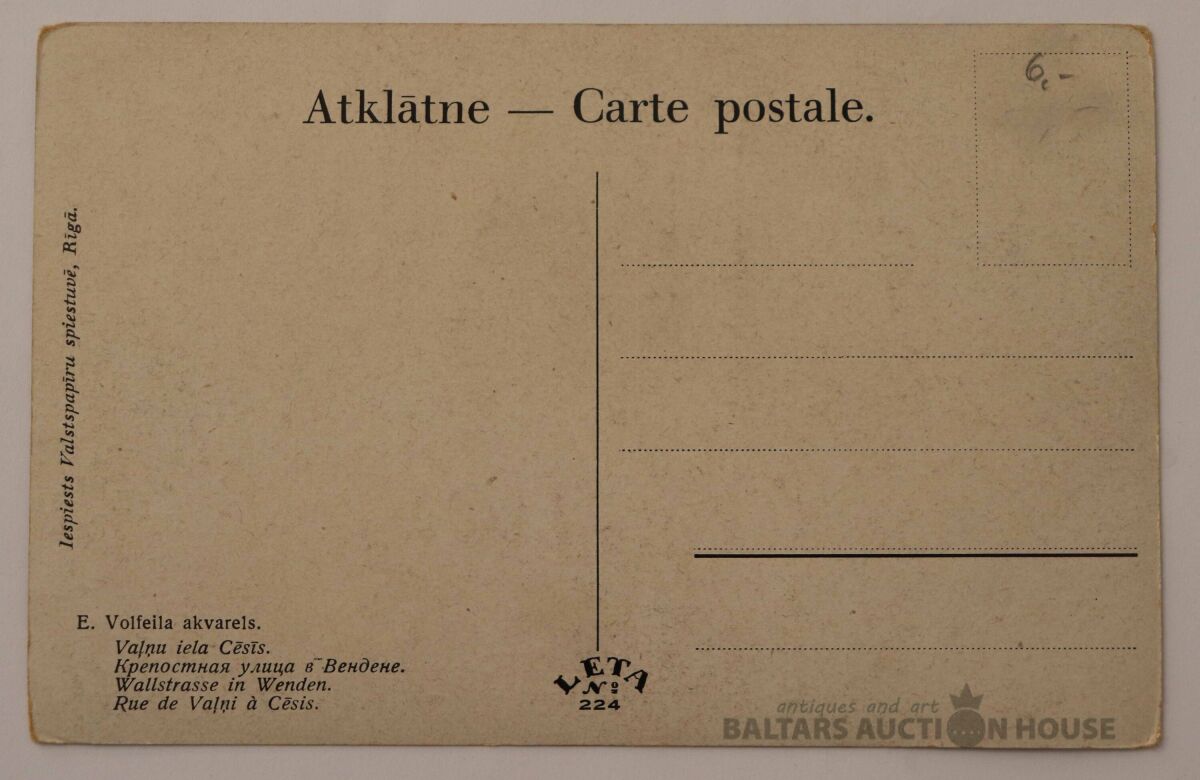 Atklātne — Carte postale.
6.-
Iespiests Valstspapīru spiestuvē, Rīgā.
E. Volfeila akvarels.
Vaļņu iela Cēsīs.
Крепостная улица в Вендене.
Wallstrasse in Wenden.
Rue de Vaļņi à Cēsis.
LETA
№
224
antiques and art
BALTARS AUCTION HOUSE